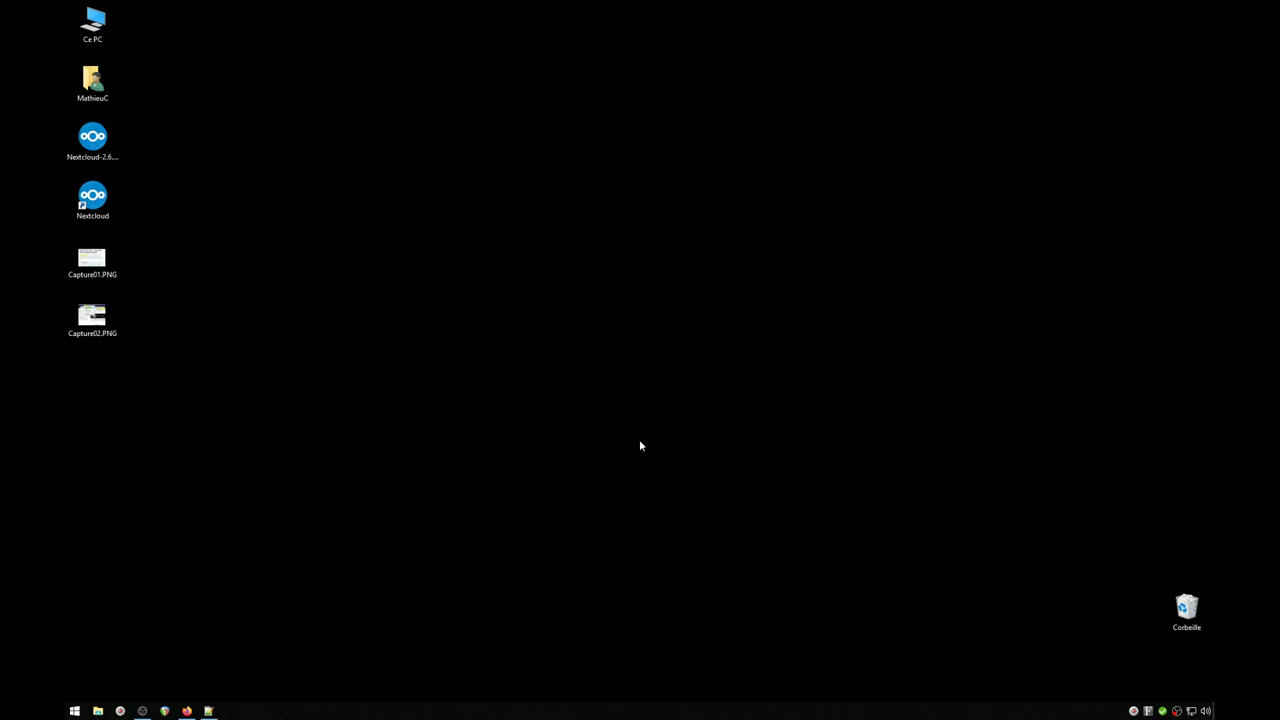 Ce PC
MathieuC
Nextcloud-2.6....
Nextcloud
Capture01.PNG
Capture02.PNG
Corbeille